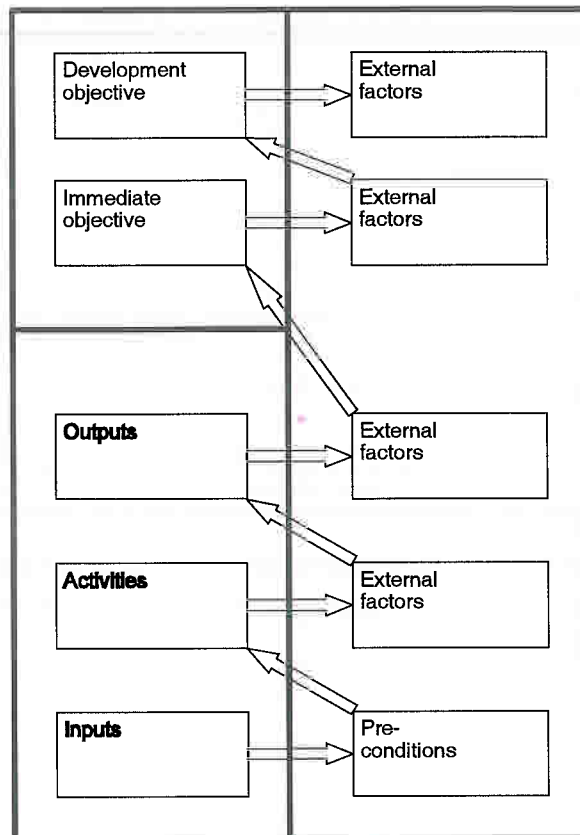 Development
objective
External
factors
Immediate
objective
External
factors
Outputs
External
factors
Activities
External
factors
Inputs
Pre-
conditions